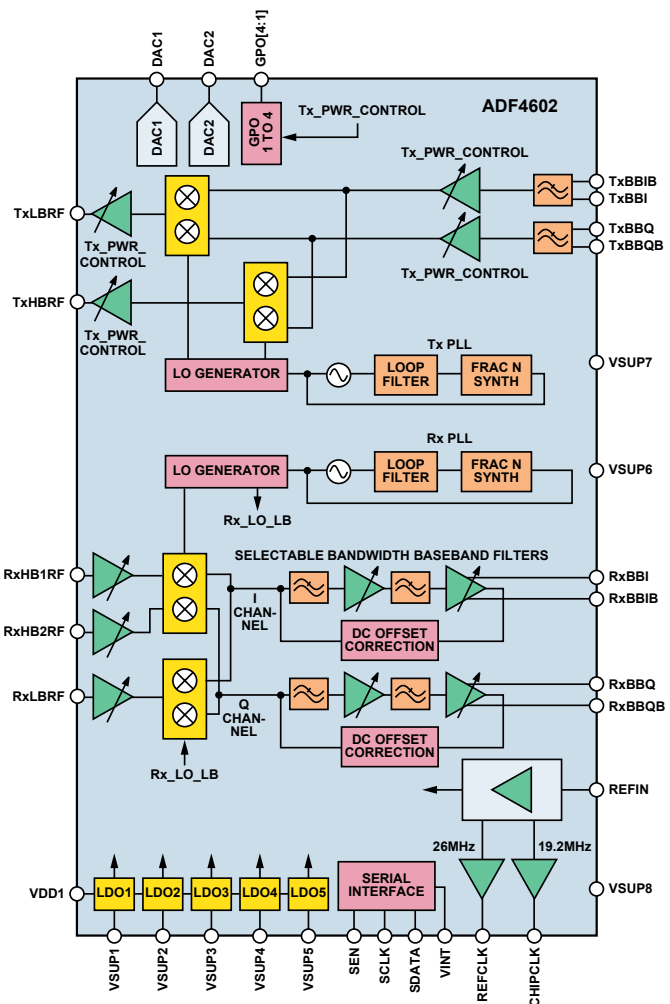 DAC1
DAC2
GPO[4:1]
ADF4602
DAC1
DAC2
GPO
1 TO 4
Tx_PWR_CONTROL
Tx_PWR_CONTROL
TxBBIB
TxBBI
TxLBRF
Tx_PWR_
CONTROL
TxBBQ
TxBBQB
Tx_PWR_CONTROL
TxHBRF
Tx_PWR_
CONTROL
Tx PLL
VSUP7
LO GENERATOR
LOOP
FILTER
FRAC N
SYNTH
Rx PLL
LO GENERATOR
LOOP
FILTER
FRAC N
SYNTH
VSUP6
Rx_LO_LB
SELECTABLE BANDWIDTH BASEBAND FILTERS
RxHB1RF
RxBBI
I
CHAN-
NEL
RxBBIB
RxHB2RF
DC OFFSET
CORRECTION
RxLBRF
RxBBQ
Q
CHAN-
NEL
RxBBQB
DC OFFSET
CORRECTION
Rx_LO_LB
REFIN
26MHz
19.2MHz
VDD1
LDO1
LDO2
LDO3
LDO4
LDO5
SERIAL
INTERFACE
VSUP8
VSUP1
VSUP2
VSUP3
VSUP4
VSUP5
SEN
SCLK
SDATA
VINT
REFCLK
CHIPCLK